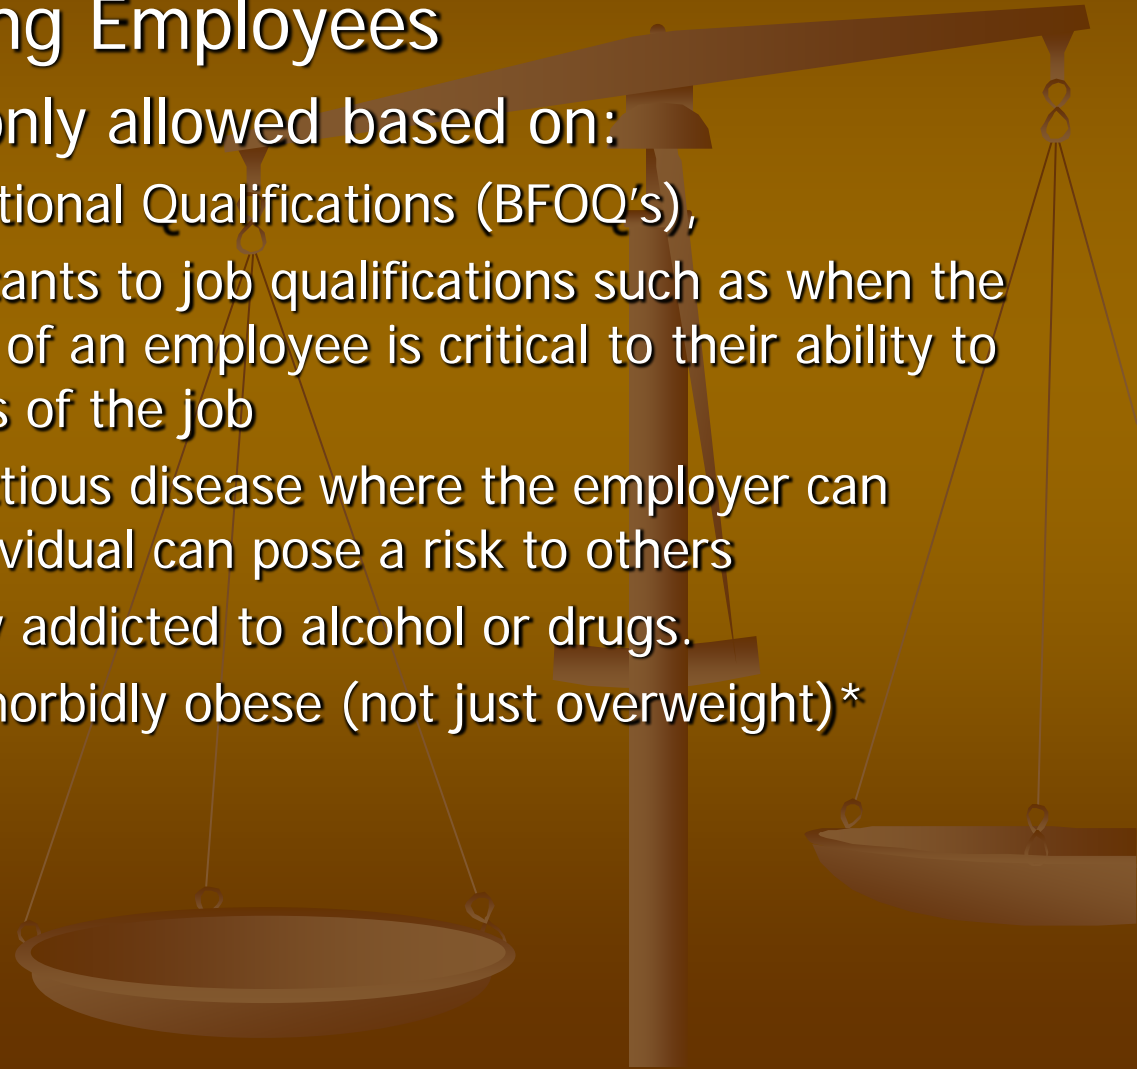 ng Employees
only allowed based on:
tional Qualifications (BFOQ's),
ants to job qualifications such as when the
of an employee is critical to their ability to
s of the job
tious disease where the employer can
vidual can pose a risk to others
y addicted to alcohol or drugs.
morbidly obese (not just overweight)*